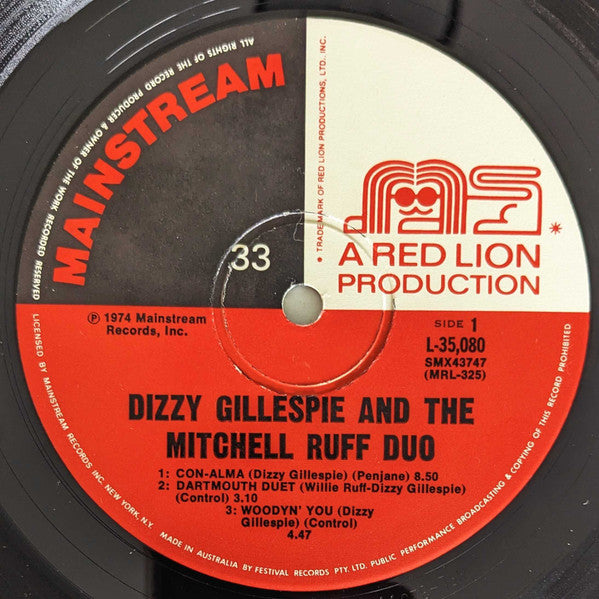 MAINSTREAM
ALL RIGHTS OF THE RECORD PRODUCER & OWNER OF THE WORK RECORDED RESERVED
33
• TRADEMARK OF RED LION PRODUCTIONS, LTD., INC.
A RED LION
PRODUCTION
℗ 1974 Mainstream
Records, Inc.
SIDE 1
L-35,080
SMX43747
(MRL-325)
DIZZY GILLESPIE AND THE
MITCHELL RUFF DUO
1: CON-ALMA (Dizzy Gillespie) (Penjane) 8.50
2: DARTMOUTH DUET (Willie Ruff-Dizzy Gillespie)
(Control) 3.10
3: WOODYN' YOU (Dizzy
Gillespie) (Control)
4.47
LICENSED BY MAINSTREAM RECORDS INC. NEW YORK, N.Y.
MADE IN AUSTRALIA BY FESTIVAL RECORDS PTY. LTD. PUBLIC PERFORMANCE BROADCASTING & COPYING OF THIS RECORD PROHIBITED